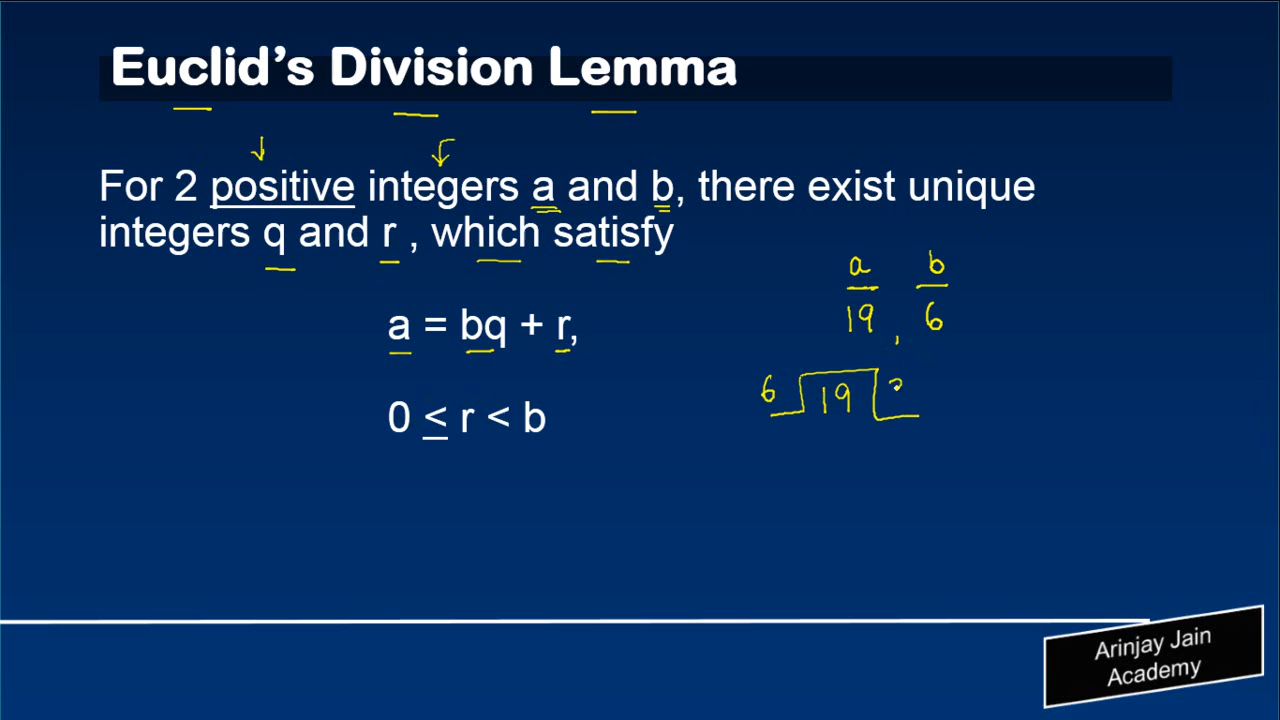 Euclid's Division Lemma
For 2 positive integers a and b, there exist unique
integers q and r , which satisfy
a = bq + r,
0 ≤ r < b
a b
19 , 6
6 19
Arinjay Jain
Academy